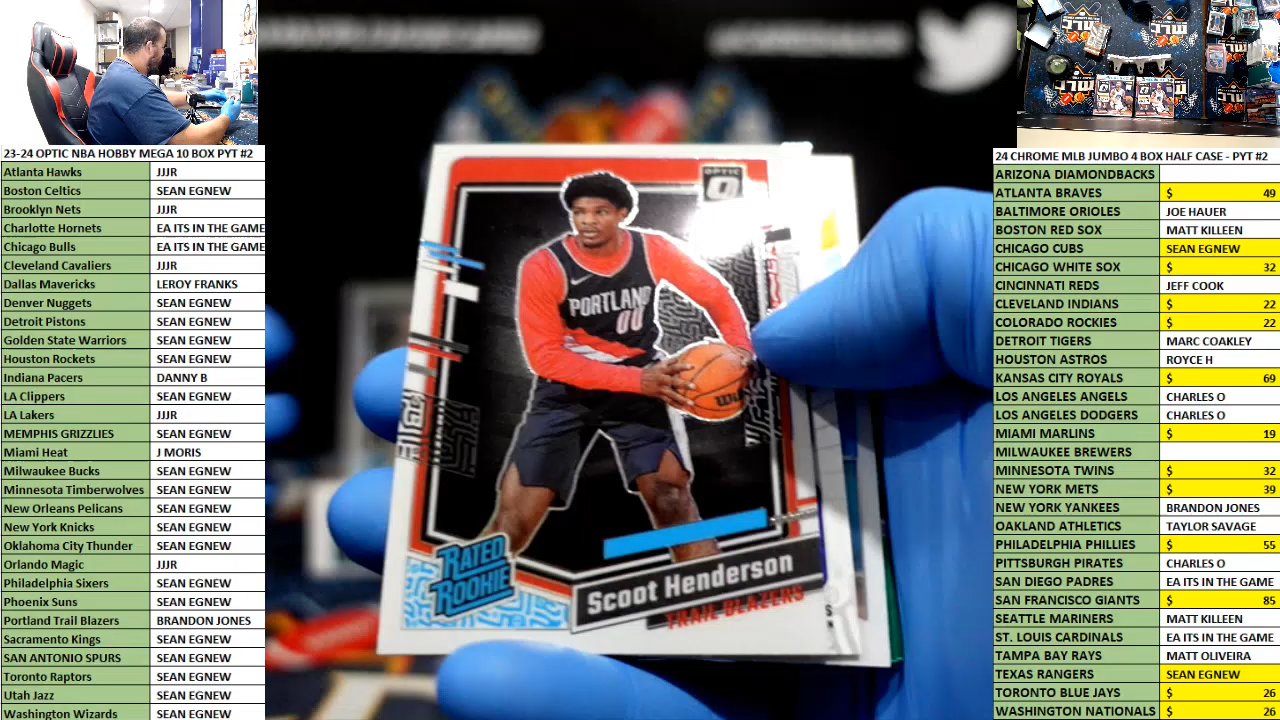 23-24 OPTIC NBA HOBBY MEGA 10 BOX PYT #2
Atlanta Hawks JJJR
Boston Celtics SEAN EGNEW
Brooklyn Nets JJJR
Charlotte Hornets EA ITS IN THE GAME
Chicago Bulls EA ITS IN THE GAME
Cleveland Cavaliers JJJR
Dallas Mavericks LEROY FRANKS
Denver Nuggets SEAN EGNEW
Detroit Pistons SEAN EGNEW
Golden State Warriors SEAN EGNEW
Houston Rockets SEAN EGNEW
Indiana Pacers DANNY B
LA Clippers SEAN EGNEW
LA Lakers JJJR
MEMPHIS GRIZZLIES SEAN EGNEW
Miami Heat J MORIS
Milwaukee Bucks SEAN EGNEW
Minnesota Timberwolves SEAN EGNEW
New Orleans Pelicans SEAN EGNEW
New York Knicks SEAN EGNEW
Oklahoma City Thunder SEAN EGNEW
Orlando Magic JJJR
Philadelphia Sixers SEAN EGNEW
Phoenix Suns SEAN EGNEW
Portland Trail Blazers BRANDON JONES
Sacramento Kings SEAN EGNEW
SAN ANTONIO SPURS SEAN EGNEW
Toronto Raptors SEAN EGNEW
Utah Jazz SEAN EGNEW
Washington Wizards SEAN EGNEW
OPTIC
PORTLAND
00
RATED
ROOKIE
Scoot Henderson
TRAIL BLAZERS
24 CHROME MLB JUMBO 4 BOX HALF CASE - PYT #2
ARIZONA DIAMONDBACKS
ATLANTA BRAVES $ 49
BALTIMORE ORIOLES JOE HAUER
BOSTON RED SOX MATT KILLEEN
CHICAGO CUBS SEAN EGNEW
CHICAGO WHITE SOX $ 32
CINCINNATI REDS JEFF COOK
CLEVELAND INDIANS $ 22
COLORADO ROCKIES $ 22
DETROIT TIGERS MARC COAKLEY
HOUSTON ASTROS ROYCE H
KANSAS CITY ROYALS $ 69
LOS ANGELES ANGELS CHARLES O
LOS ANGELES DODGERS CHARLES O
MIAMI MARLINS $ 19
MILWAUKEE BREWERS
MINNESOTA TWINS $ 32
NEW YORK METS $ 39
NEW YORK YANKEES BRANDON JONES
OAKLAND ATHLETICS TAYLOR SAVAGE
PHILADELPHIA PHILLIES $ 55
PITTSBURGH PIRATES CHARLES O
SAN DIEGO PADRES EA ITS IN THE GAME
SAN FRANCISCO GIANTS $ 85
SEATTLE MARINERS MATT KILLEEN
ST. LOUIS CARDINALS EA ITS IN THE GAME
TAMPA BAY RAYS MATT OLIVEIRA
TEXAS RANGERS SEAN EGNEW
TORONTO BLUE JAYS $ 26
WASHINGTON NATIONALS $ 26